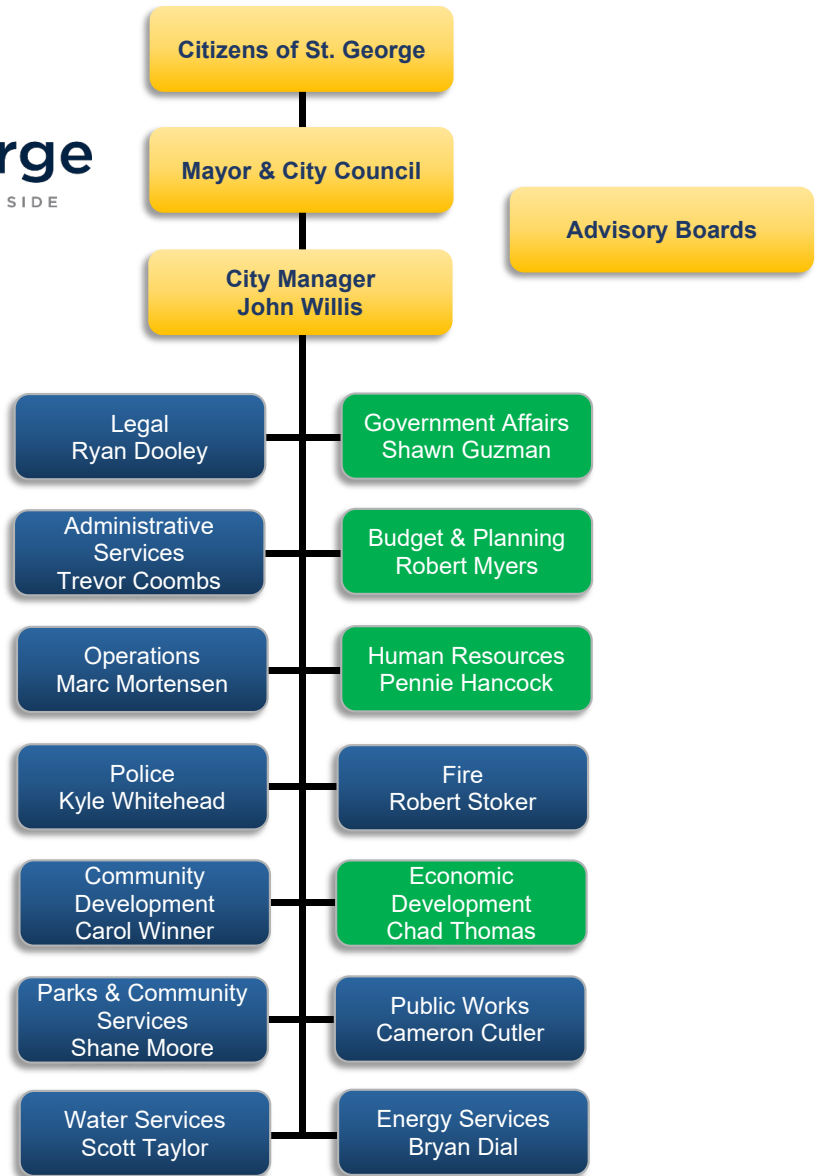 Citizens of St. George
rge
SIDE
Mayor & City Council
Advisory Boards
City Manager
John Willis
Legal
Ryan Dooley
Government Affairs
Shawn Guzman
Administrative
Services
Trevor Coombs
Budget & Planning
Robert Myers
Operations
Marc Mortensen
Human Resources
Pennie Hancock
Police
Kyle Whitehead
Fire
Robert Stoker
Community
Development
Carol Winner
Economic
Development
Chad Thomas
Parks & Community
Services
Shane Moore
Public Works
Cameron Cutler
Water Services
Scott Taylor
Energy Services
Bryan Dial